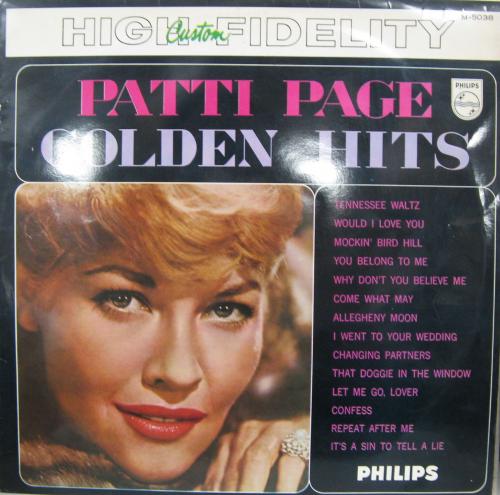 M-5038
HIGH FIDELITY
Custom
PATTI PAGE
PHILIPS
GOLDEN HITS
TENNESSEE WALTZ
WOULD I LOVE YOU
MOCKIN' BIRD HILL
YOU BELONG TO ME
WHY DON'T YOU BELIEVE ME
COME WHAT MAY
ALLEGHENY MOON
I WENT TO YOUR WEDDING
CHANGING PARTNERS
THAT DOGGIE IN THE WINDOW
LET ME GO, LOVER
CONFESS
REPEAT AFTER ME
IT'S A SIN TO TELL A LIE
PHILIPS